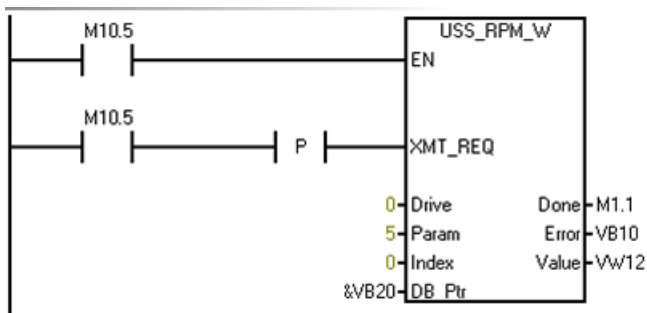 M10.5
USS_RPM_W
EN
M10.5
P
XMT_REQ
0 Drive Done M1.1
5 Param Error VB10
0 Index Value VW12
&VB20 DB_Ptr